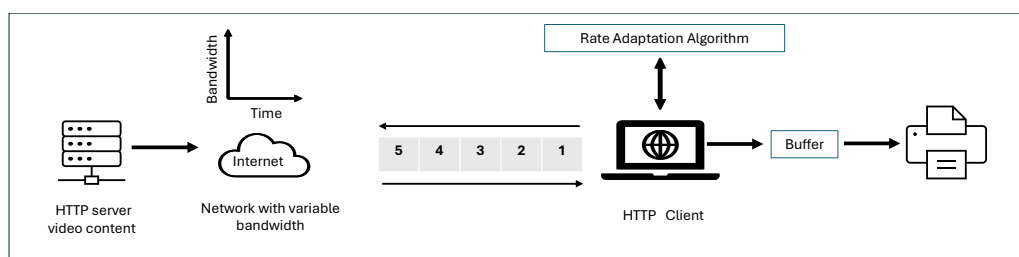 Rate Adaptation Algorithm
Bandwidth
Time
Internet
5 4 3 2 1
Buffer
HTTP server
video content
Network with variable
bandwidth
HTTP Client